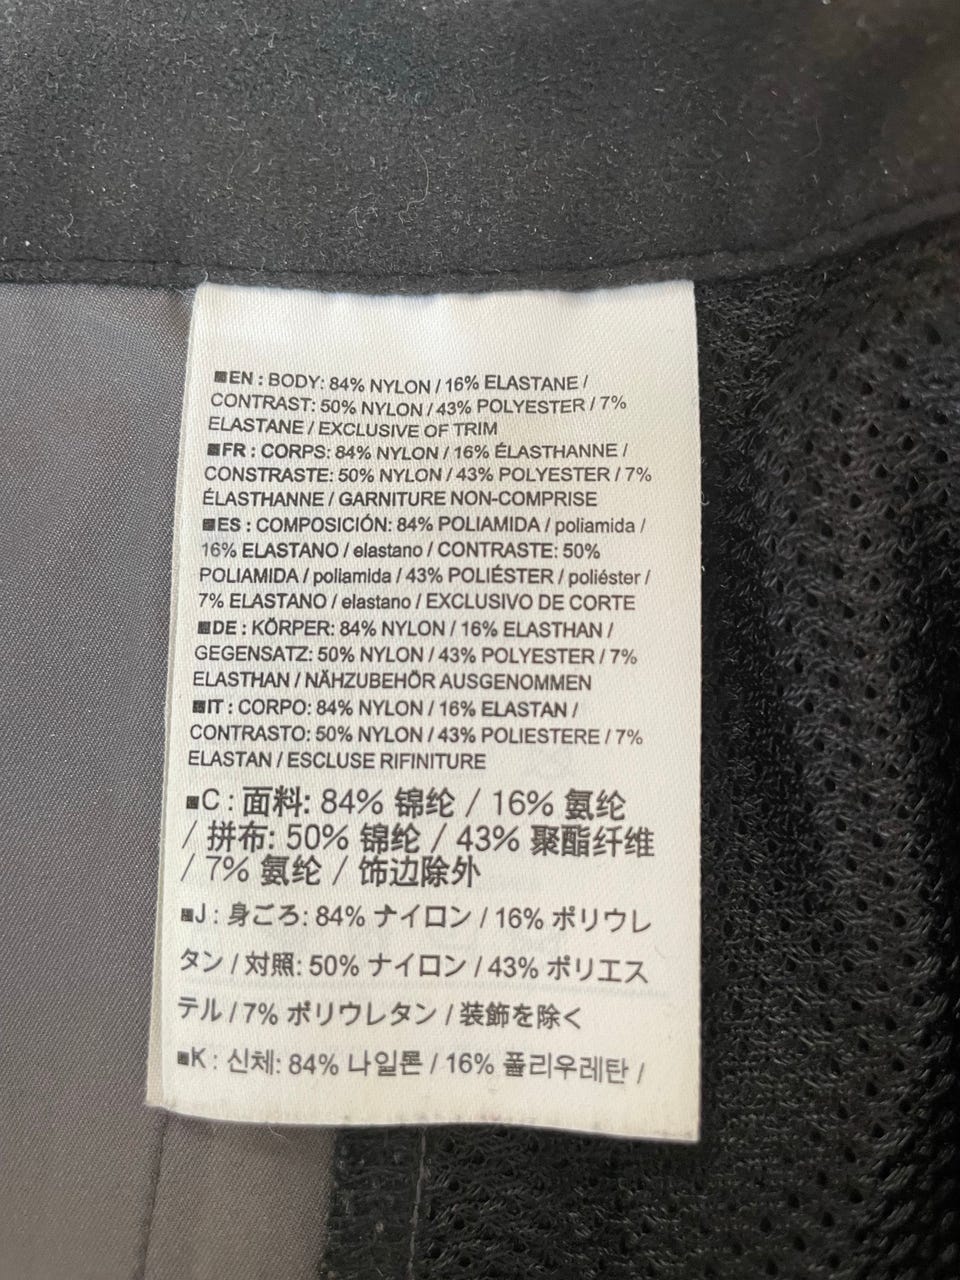 ■EN : BODY: 84% NYLON / 16% ELASTANE /
CONTRAST: 50% NYLON / 43% POLYESTER / 7%
ELASTANE / EXCLUSIVE OF TRIM
■FR : CORPS: 84% NYLON / 16% ÉLASTHANNE /
CONSTRASTE: 50% NYLON / 43% POLYESTER / 7%
ÉLASTHANNE / GARNITURE NON-COMPRISE
■ES : COMPOSICIÓN: 84% POLIAMIDA / poliamida /
16% ELASTANO / elastano / CONTRASTE: 50%
POLIAMIDA / poliamida / 43% POLIÉSTER / poliéster /
7% ELASTANO / elastano / EXCLUSIVO DE CORTE
■DE : KÖRPER: 84% NYLON / 16% ELASTHAN /
GEGENSATZ: 50% NYLON / 43% POLYESTER / 7%
ELASTHAN / NÄHZUBEHÖR AUSGENOMMEN
■IT : CORPO: 84% NYLON / 16% ELASTAN /
CONTRASTO: 50% NYLON / 43% POLIESTERE / 7%
ELASTAN / ESCLUSE RIFINITURE
■C : 面料: 84% 锦纶 / 16% 氨纶
/ 拼布: 50% 锦纶 / 43% 聚酯纤维
/ 7% 氨纶 / 饰边除外
■J : 身ごろ: 84% ナイロン / 16% ポリウレ
タン / 対照: 50% ナイロン / 43% ポリエス
テル / 7% ポリウレタン / 装飾を除く
■K : 신체: 84% 나일론 / 16% 폴리우레탄 /